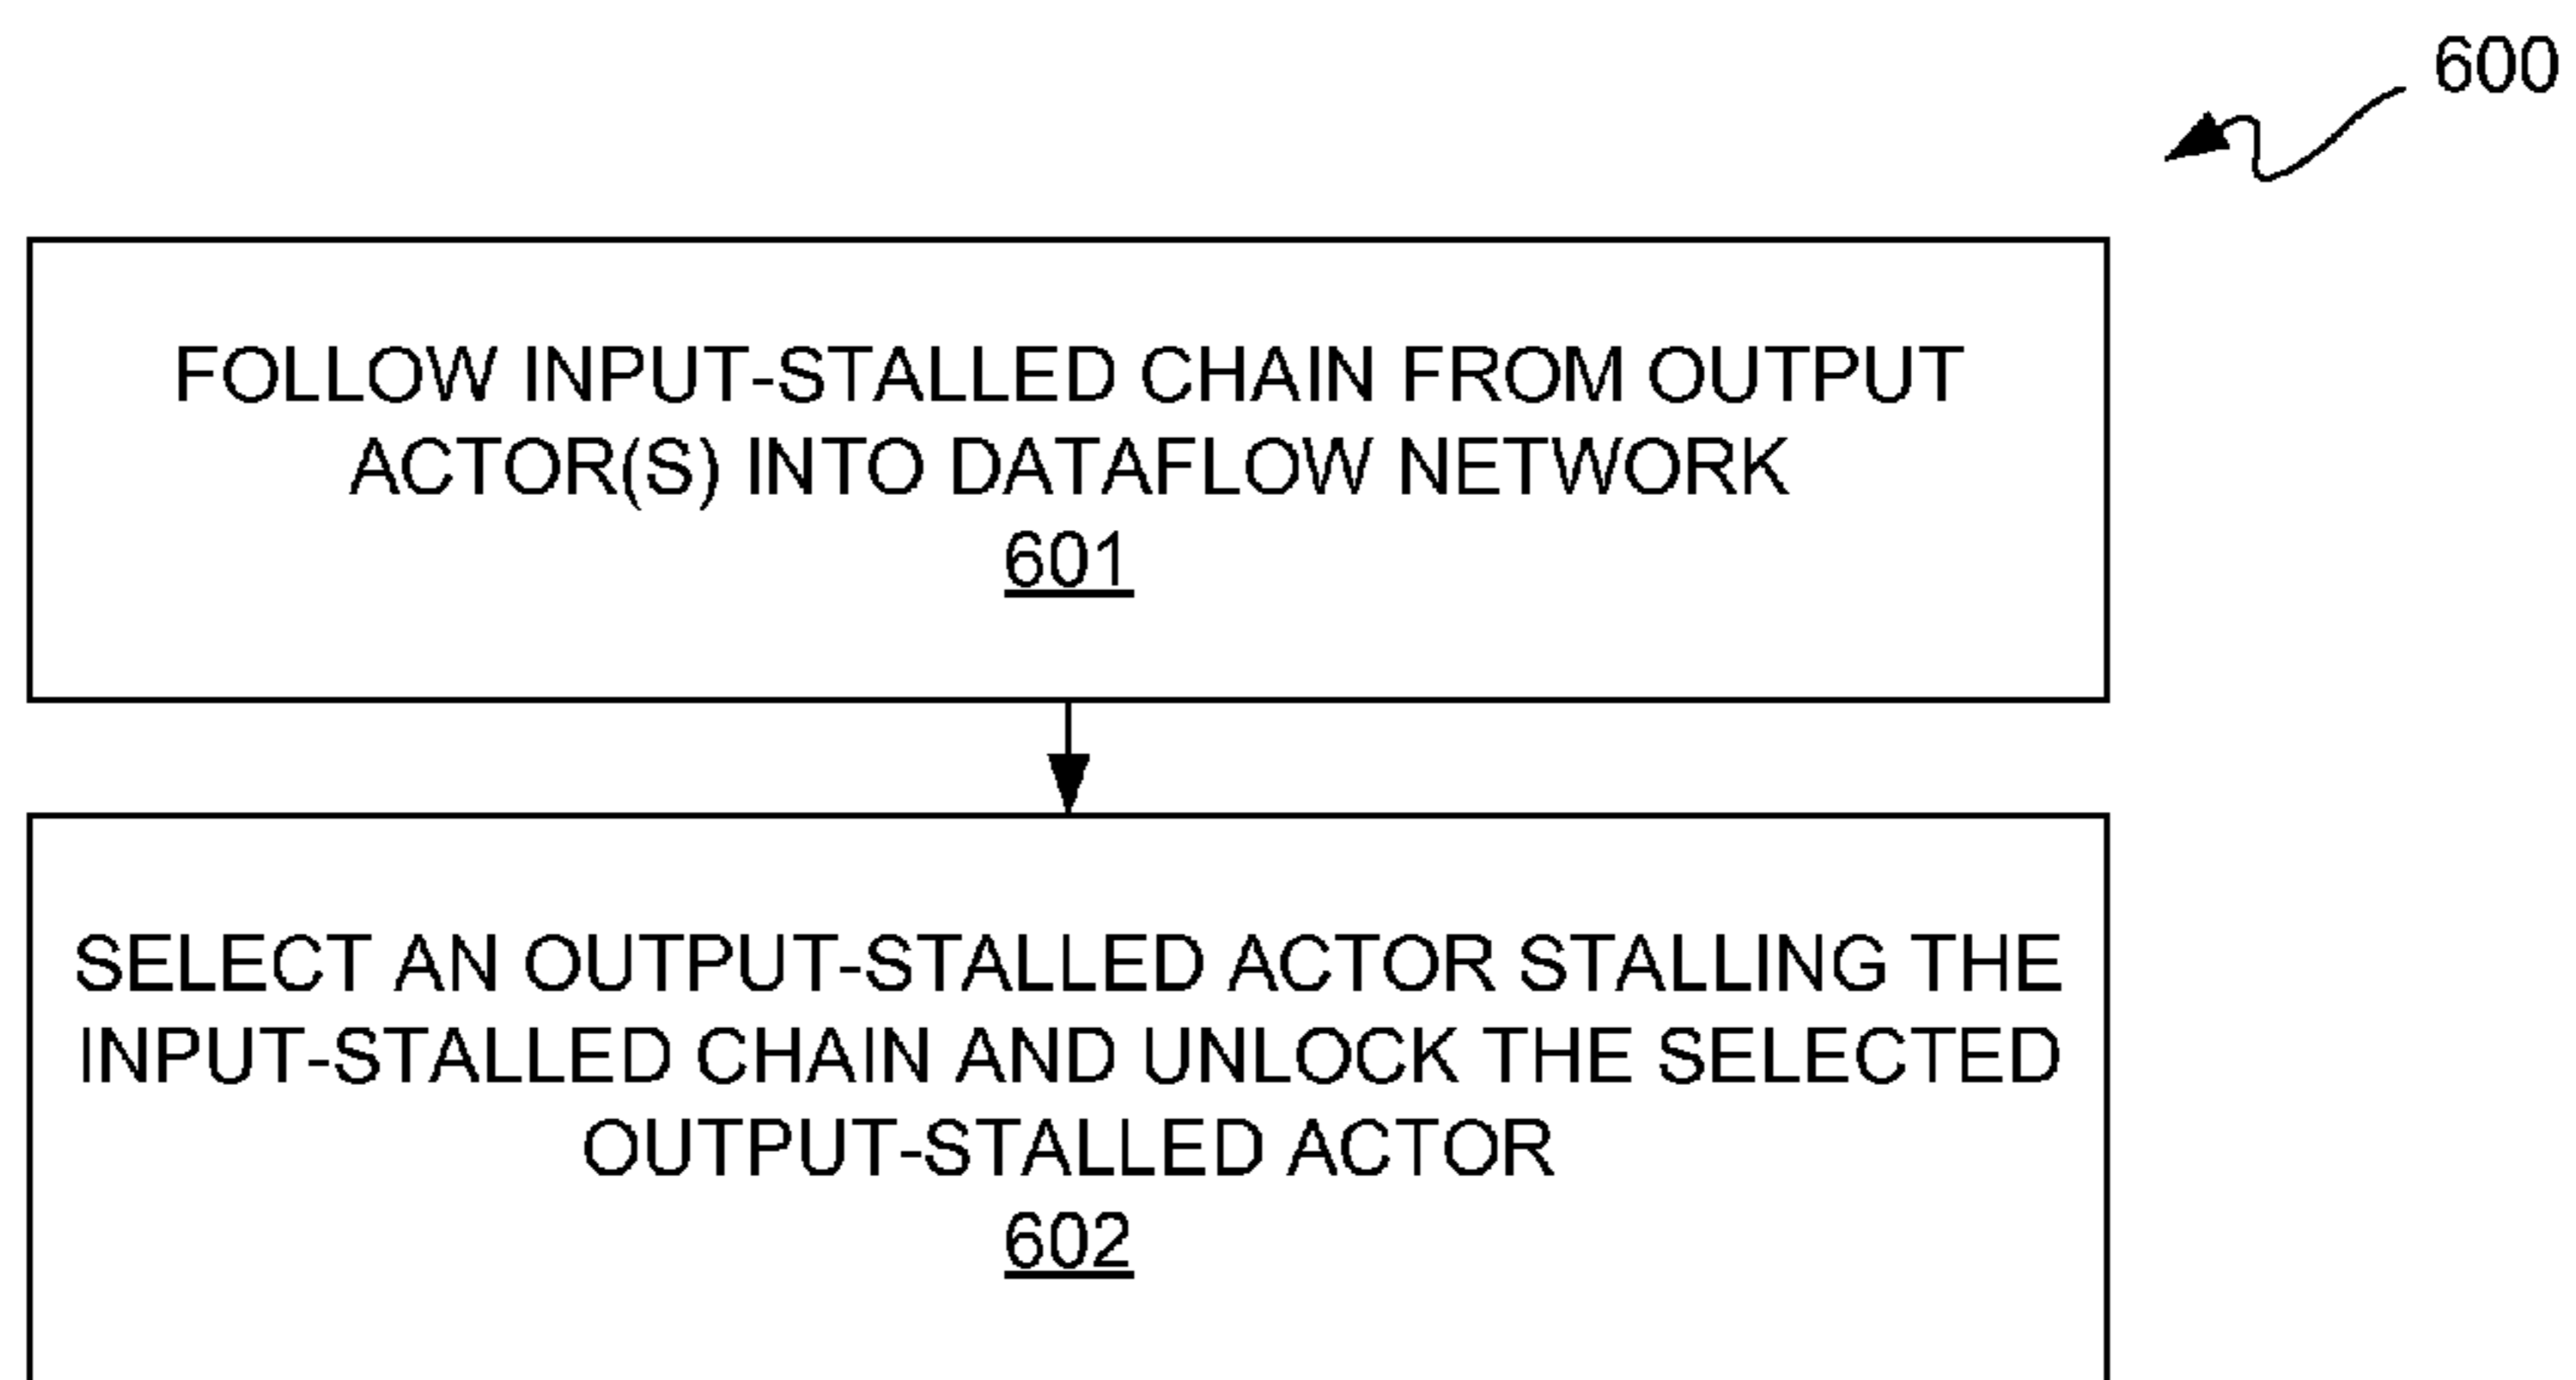 600
FOLLOW INPUT-STALLED CHAIN FROM OUTPUT
ACTOR(S) INTO DATAFLOW NETWORK
601
SELECT AN OUTPUT-STALLED ACTOR STALLING THE
INPUT-STALLED CHAIN AND UNLOCK THE SELECTED
OUTPUT-STALLED ACTOR
602